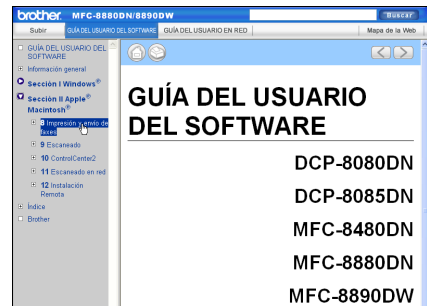 brother MFC-8880DN/8890DW
Buscar
Subir GUÍA DEL USUARIO DEL SOFTWARE GUÍA DEL USUARIO EN RED Mapa de la Web
GUÍA DEL USUARIO DEL
SOFTWARE
Información general
Sección I Windows®
Sección II Apple®
Macintosh®
8 Impresión y envío de
faxes
9 Escaneado
10 ControlCenter2
11 Escaneado en red
12 Instalación
Remota
Índice
Brother
GUÍA DEL USUARIO
DEL SOFTWARE
DCP-8080DN
DCP-8085DN
MFC-8480DN
MFC-8880DN
MFC-8890DW